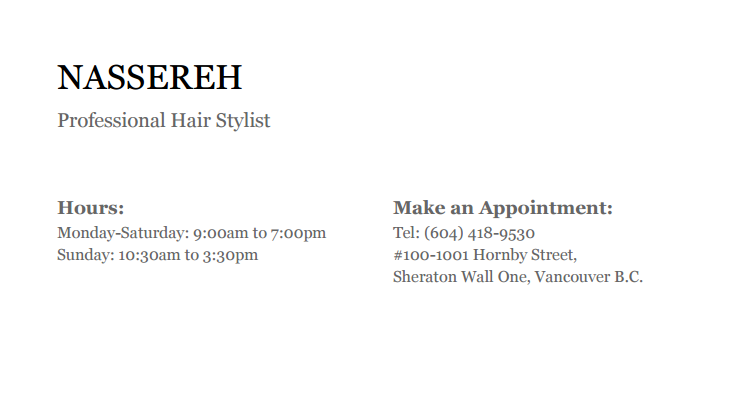 NASSEREH
Professional Hair Stylist
Hours:
Monday-Saturday: 9:00am to 7:00pm
Sunday: 10:30am to 3:30pm
Make an Appointment:
Tel: (604) 418-9530
#100-1001 Hornby Street,
Sheraton Wall One, Vancouver B.C.